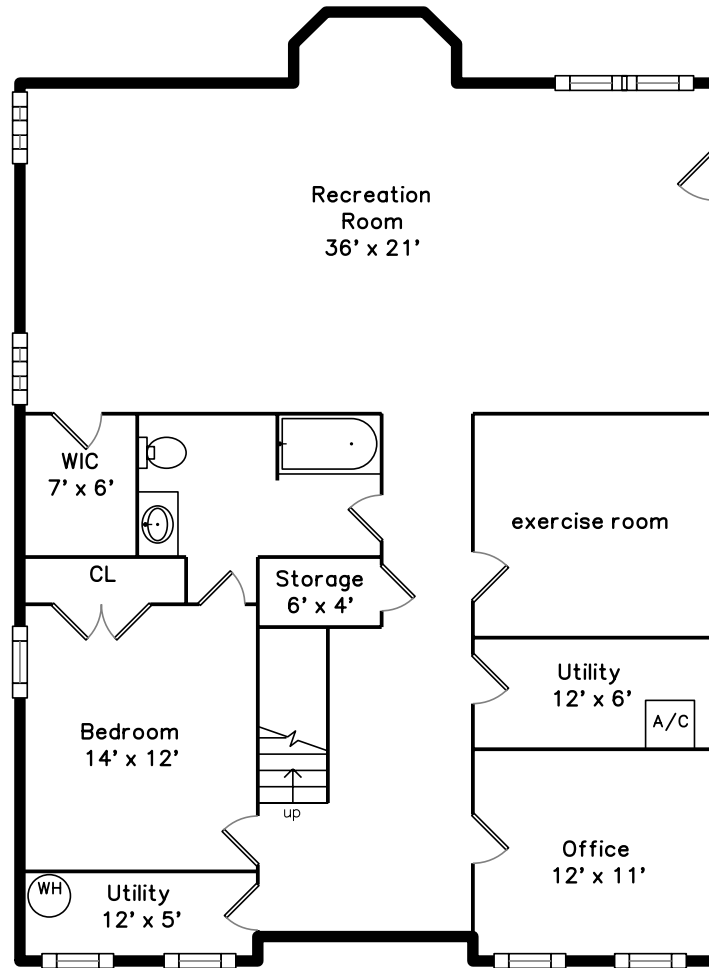 Recreation
Room
36' x 21'
WIC
7' x 6'
exercise room
CL
Storage
6' x 4'
Utility
12' x 6'
A/C
Bedroom
14' x 12'
up
Office
12' x 11'
WH
Utility
12' x 5'